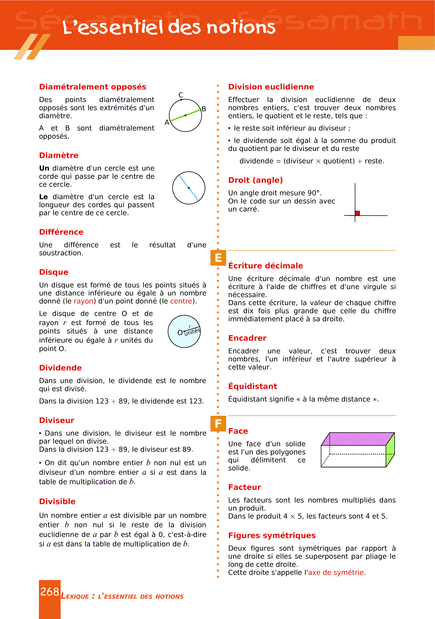 Sésamath Sésamath
L'essentiel des notions
Diamétralement opposés
Des points diamétralement
opposés sont les extrémités d'un
diamètre.
A et B sont diamétralement
opposés.
C
B
A
Diamètre
Un diamètre d'un cercle est une
corde qui passe par le centre de
ce cercle.
Le diamètre d'un cercle est la
longueur des cordes qui passent
par le centre de ce cercle.
Différence
Une différence est le résultat d'une
soustraction.
Disque
Un disque est formé de tous les points situés à
une distance inférieure ou égale à un nombre
donné (le rayon) d'un point donné (le centre).
Le disque de centre O et de
rayon r est formé de tous les
points situés à une distance
inférieure ou égale à r unités du
point O.
O
r unités
Dividende
Dans une division, le dividende est le nombre
qui est divisé.
Dans la division 123 ÷ 89, le dividende est 123.
Diviseur
• Dans une division, le diviseur est le nombre
par lequel on divise.
Dans la division 123 ÷ 89, le diviseur est 89.
• On dit qu'un nombre entier b non nul est un
diviseur d'un nombre entier a si a est dans la
table de multiplication de b.
Divisible
Un nombre entier a est divisible par un nombre
entier b non nul si le reste de la division
euclidienne de a par b est égal à 0, c'est-à-dire
si a est dans la table de multiplication de b.
Division euclidienne
Effectuer la division euclidienne de deux
nombres entiers, c'est trouver deux nombres
entiers, le quotient et le reste, tels que :
• le reste soit inférieur au diviseur ;
• le dividende soit égal à la somme du produit
du quotient par le diviseur et du reste
dividende = (diviseur × quotient) + reste.
Droit (angle)
Un angle droit mesure 90°.
On le code sur un dessin avec
un carré.
E
Écriture décimale
Une écriture décimale d'un nombre est une
écriture à l'aide de chiffres et d'une virgule si
nécessaire.
Dans cette écriture, la valeur de chaque chiffre
est dix fois plus grande que celle du chiffre
immédiatement placé à sa droite.
Encadrer
Encadrer une valeur, c'est trouver deux
nombres, l'un inférieur et l'autre supérieur à
cette valeur.
Équidistant
Équidistant signifie « à la même distance ».
F
Face
Une face d'un solide
est l'un des polygones
qui délimitent ce
solide.
Facteur
Les facteurs sont les nombres multipliés dans
un produit.
Dans le produit 4 × 5, les facteurs sont 4 et 5.
Figures symétriques
Deux figures sont symétriques par rapport à
une droite si elles se superposent par pliage le
long de cette droite.
Cette droite s'appelle l'axe de symétrie.
268 Lexique : l'essentiel des notions